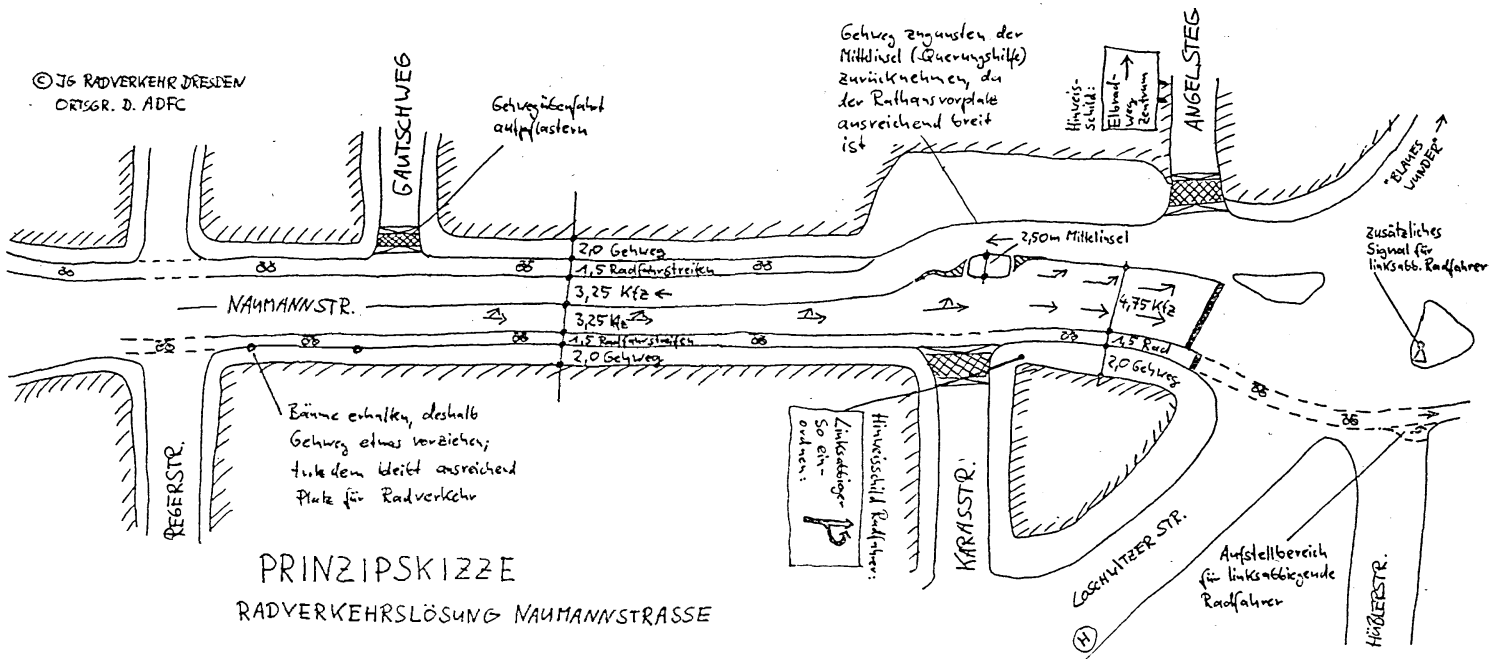 © IG RADVERKEHR DRESDEN
ORTSGR. D. ADFC
GAUTSCHWEG
Gehwegüberfahrt
aufpflastern
Gehweg zugunsten der
Mittelinsel (Querungshilfe)
zurücknehmen, da
der Rathausvorplatz
ausreichend breit
ist
Hinweis-
schild:
Elbrad-
weg
Zentrum
ANGELSTEG
"BLAUES
WUNDER"
zusätzliches
Signal für
linksabb. Radfahrer
2,50m Mittelinsel
2,0 Gehweg
1,5 Radfahrstreifen
3,25 Kfz
NAUMANNSTR.
3,25 Kfz
1,5 Radfahrstreifen
2,0 Gehweg
4,75 Kfz
1,5 Rad
2,0 Gehweg
Bäume erhalten, deshalb
Gehweg etwas verziehen;
trotzdem bleibt ausreichend
Platz für Radverkehr
REGERSTR.
Hinweisschild Radfahrer:
Linksabbieger
so ein-
ordnen:
KARASSTR.
LOSCHWITZER STR.
H
Aufstellbereich
für linksabbiegende
Radfahrer
HÜBLERSTR.
PRINZIPSKIZZE
RADVERKEHRSLÖSUNG NAUMANNSTRASSE